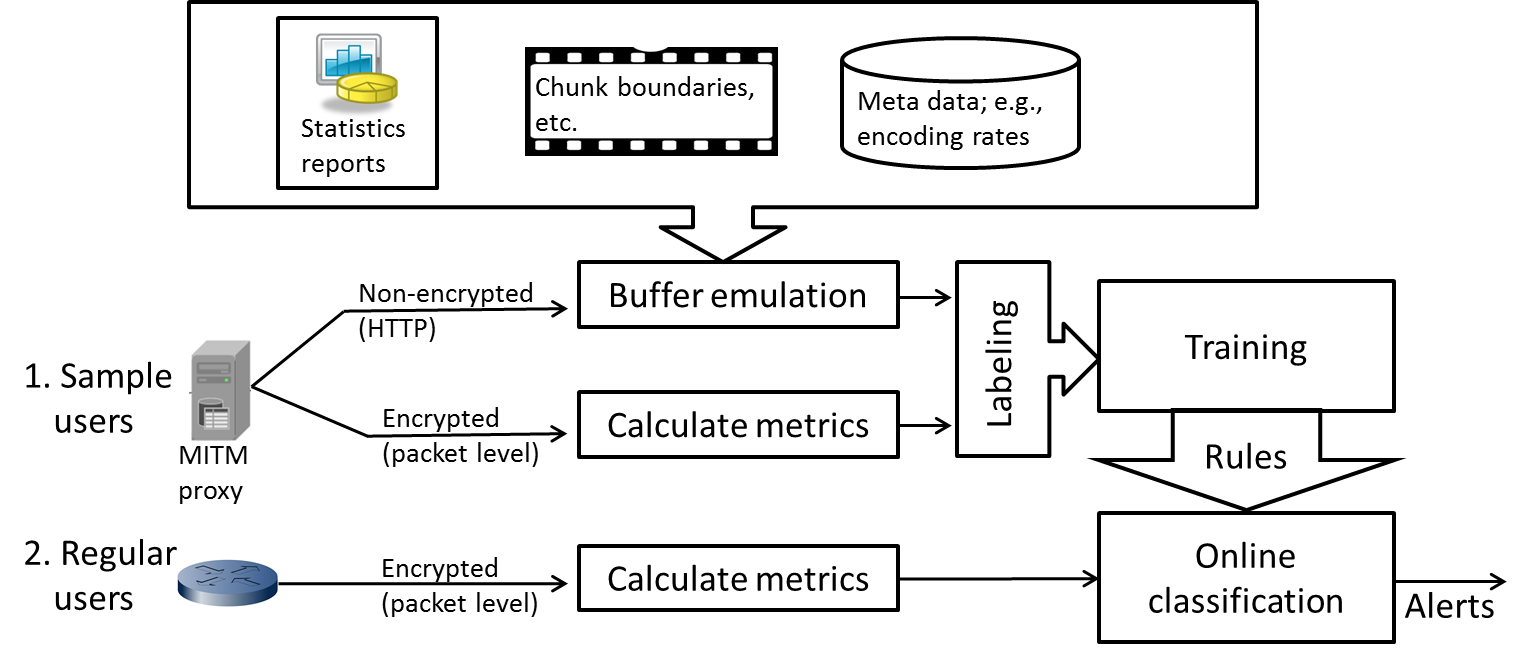 Statistics
reports
Chunk boundaries,
etc.
Meta data; e.g.,
encoding rates
Non-encrypted
(HTTP)
Buffer emulation
Labeling
Training
1. Sample
users
MITM
proxy
Encrypted
(packet level)
Calculate metrics
Rules
2. Regular
users
Encrypted
(packet level)
Calculate metrics
Online
classification
Alerts